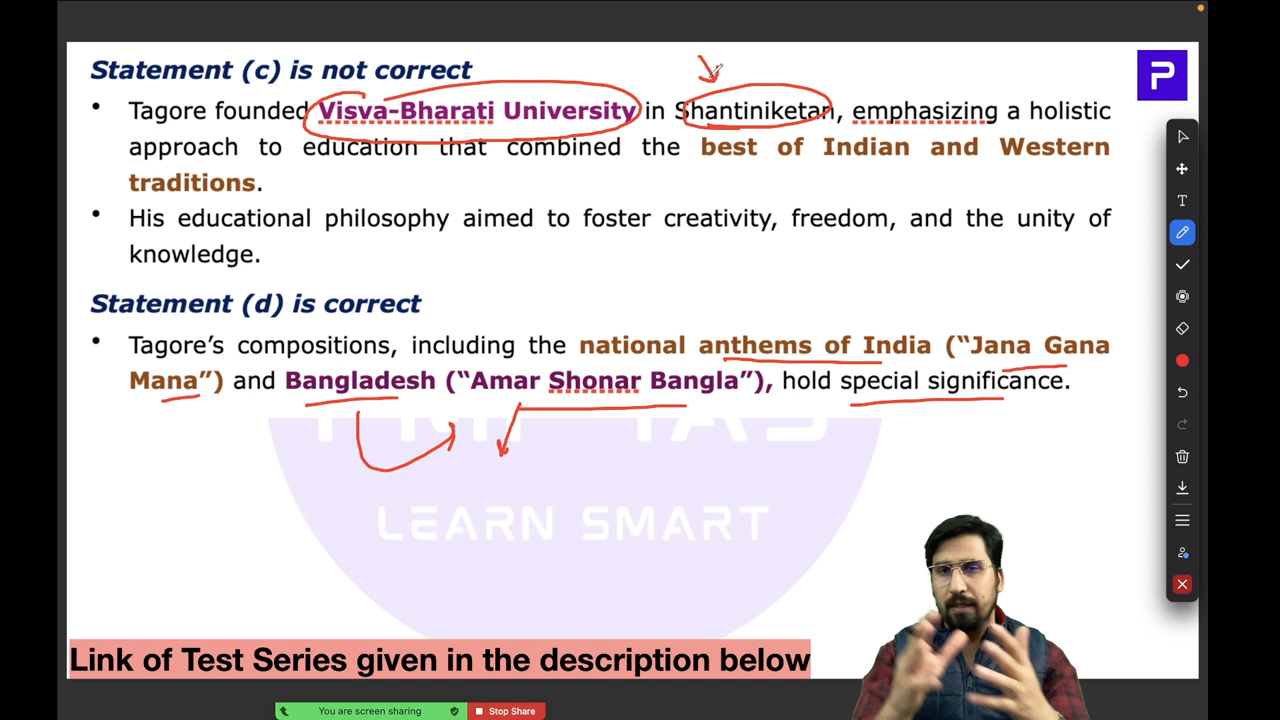 Statement (c) is not correct
• Tagore founded Visva-Bharati University in Shantiniketan, emphasizing a holistic
approach to education that combined the best of Indian and Western
traditions.
• His educational philosophy aimed to foster creativity, freedom, and the unity of
knowledge.
Statement (d) is correct
• Tagore’s compositions, including the national anthems of India (“Jana Gana
Mana”) and Bangladesh (“Amar Shonar Bangla”), hold special significance.
LEARN SMART
Link of Test Series given in the description below
You are screen sharing
Stop Share